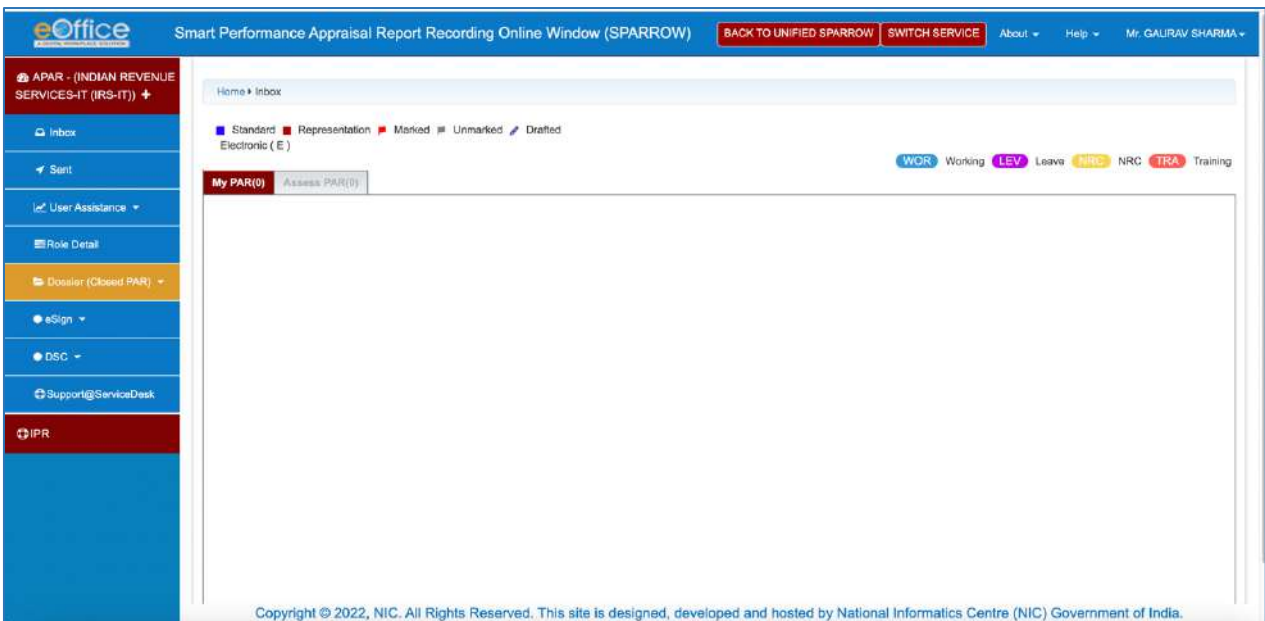 eOffice
A DIGITAL WORKPLACE SOLUTION
Smart Performance Appraisal Report Recording Online Window (SPARROW)
BACK TO UNIFIED SPARROW
SWITCH SERVICE
About
Help
Mr. GAURAV SHARMA
APAR - (INDIAN REVENUE
SERVICES-IT (IRS-IT)) +
Inbox
Sent
User Assistance
Role Detail
Dossier (Closed PAR)
eSign
DSC
Support@ServiceDesk
IPR
Home Inbox
Standard Representation Marked Unmarked Drafted
Electronic ( E )
WOR Working LEV Leave NRC NRC TRA Training
My PAR(0) Assess PAR(0)
Copyright © 2022, NIC. All Rights Reserved. This site is designed, developed and hosted by National Informatics Centre (NIC) Government of India.